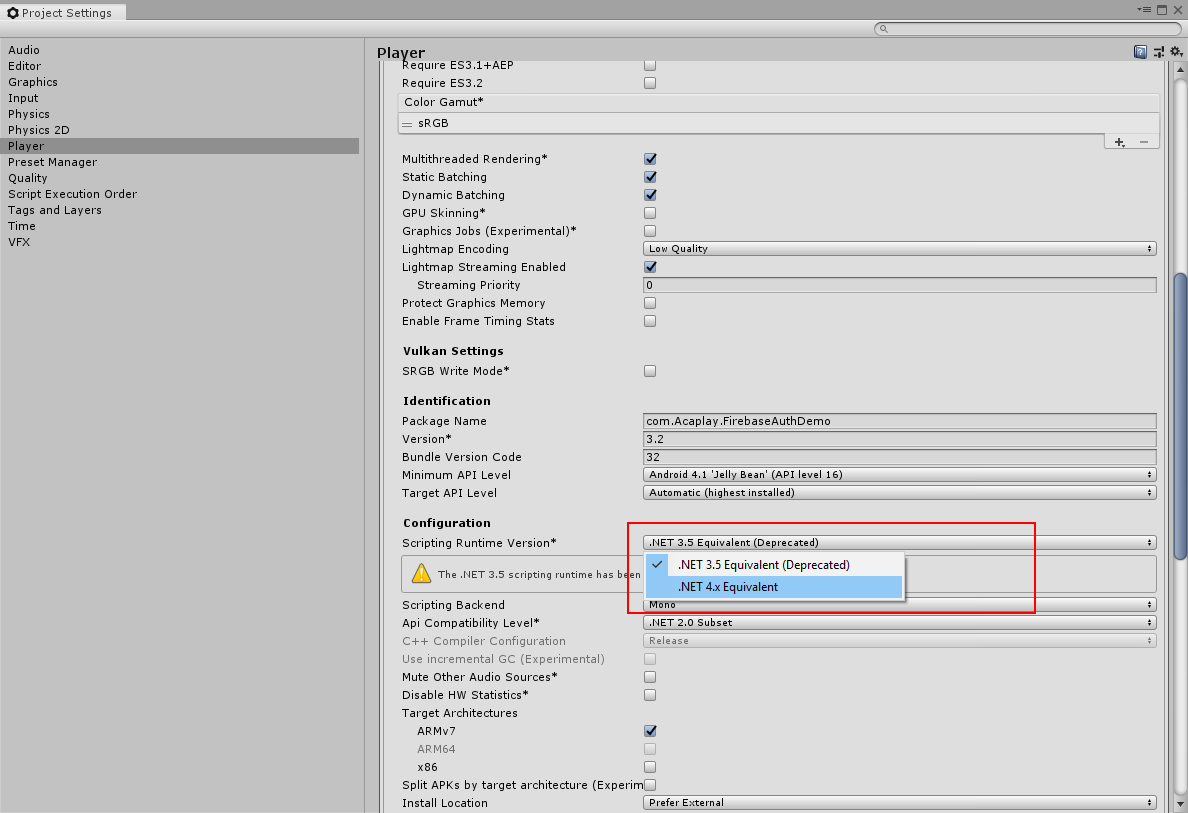 Project Settings
Audio
Editor
Graphics
Input
Physics
Physics 2D
Player
Preset Manager
Quality
Script Execution Order
Tags and Layers
Time
VFX
Player
Require ES3.1+AEP
Require ES3.2
Color Gamut*
sRGB
Multithreaded Rendering*
Static Batching
Dynamic Batching
GPU Skinning*
Graphics Jobs (Experimental)*
Lightmap Encoding Low Quality
Lightmap Streaming Enabled
Streaming Priority 0
Protect Graphics Memory
Enable Frame Timing Stats
Vulkan Settings
SRGB Write Mode*
Identification
Package Name com.Acaplay.FirebaseAuthDemo
Version* 3.2
Bundle Version Code 32
Minimum API Level Android 4.1 'Jelly Bean' (API level 16)
Target API Level Automatic (highest installed)
Configuration
Scripting Runtime Version* .NET 3.5 Equivalent (Deprecated)
.NET 3.5 Equivalent (Deprecated)
The .NET 3.5 scripting runtime has been
.NET 4.x Equivalent
Scripting Backend Mono
Api Compatibility Level* .NET 2.0 Subset
C++ Compiler Configuration Release
Use incremental GC (Experimental)
Mute Other Audio Sources*
Disable HW Statistics*
Target Architectures
ARMv7
ARM64
x86
Split APKs by target architecture (Experim
Install Location Prefer External